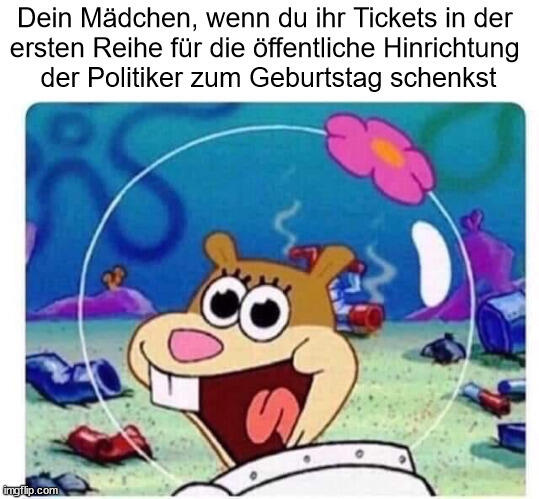 Dein Mädchen, wenn du ihr Tickets in der
ersten Reihe für die öffentliche Hinrichtung
der Politiker zum Geburtstag schenkst
imgflip.com